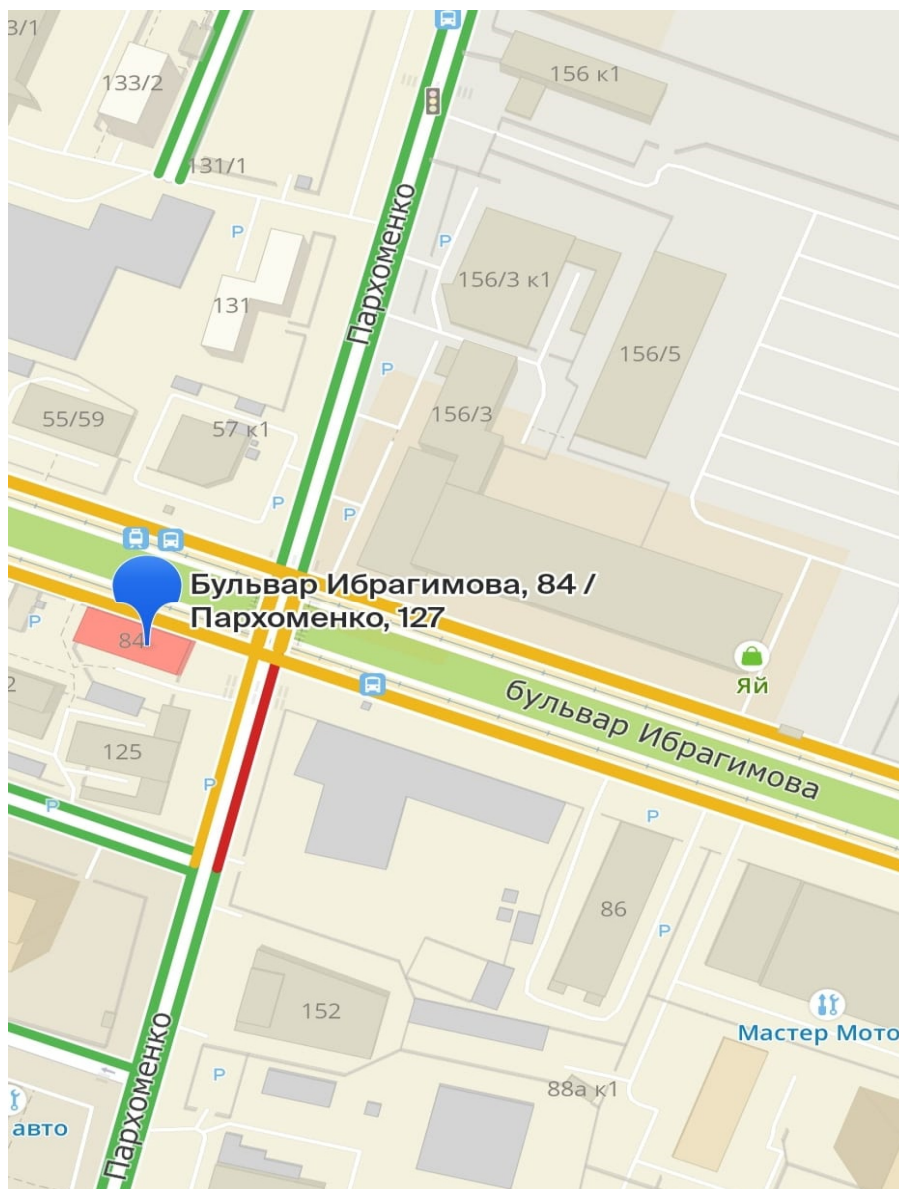 3/1
133/2
156 к1
131/1
Пархоменко
P
P
156/3 к1
131
156/5
P
156/3
55/59
57 к1
P
P
Бульвар Ибрагимова, 84 /
Пархоменко, 127
P
84
Яй
2
бульвар Ибрагимова
125
P
P
P
86
P
152
Мастер Мото
Пархоменко
P
88а к1
авто